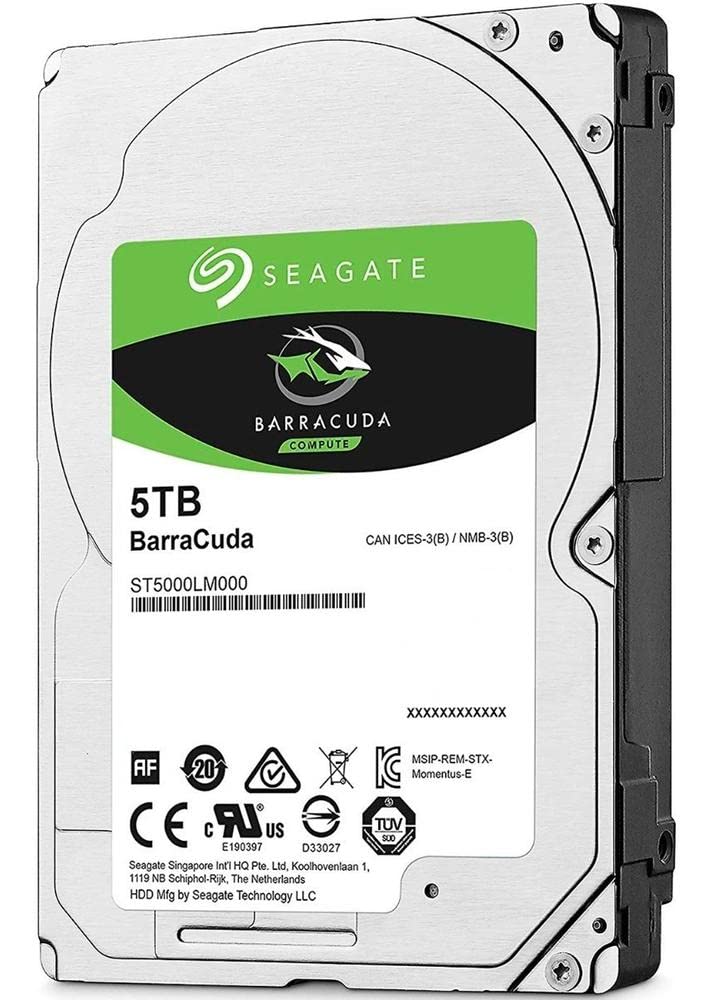 SEAGATE
BARRACUDA
COMPUTE
5TB
BarraCuda
CAN ICES-3(B) / NMB-3(B)
ST5000LM000
XXXXXXXXXXXX
AF
20
MSIP-REM-STX-
Momentus-E
CE
c RU® US
E190397
D33027
TÜV
SÜD
Seagate Singapore Int'l HQ Pte. Ltd, Koolhovenlaan 1,
1119 NB Schiphol-Rijk, The Netherlands
HDD Mfg by Seagate Technology LLC